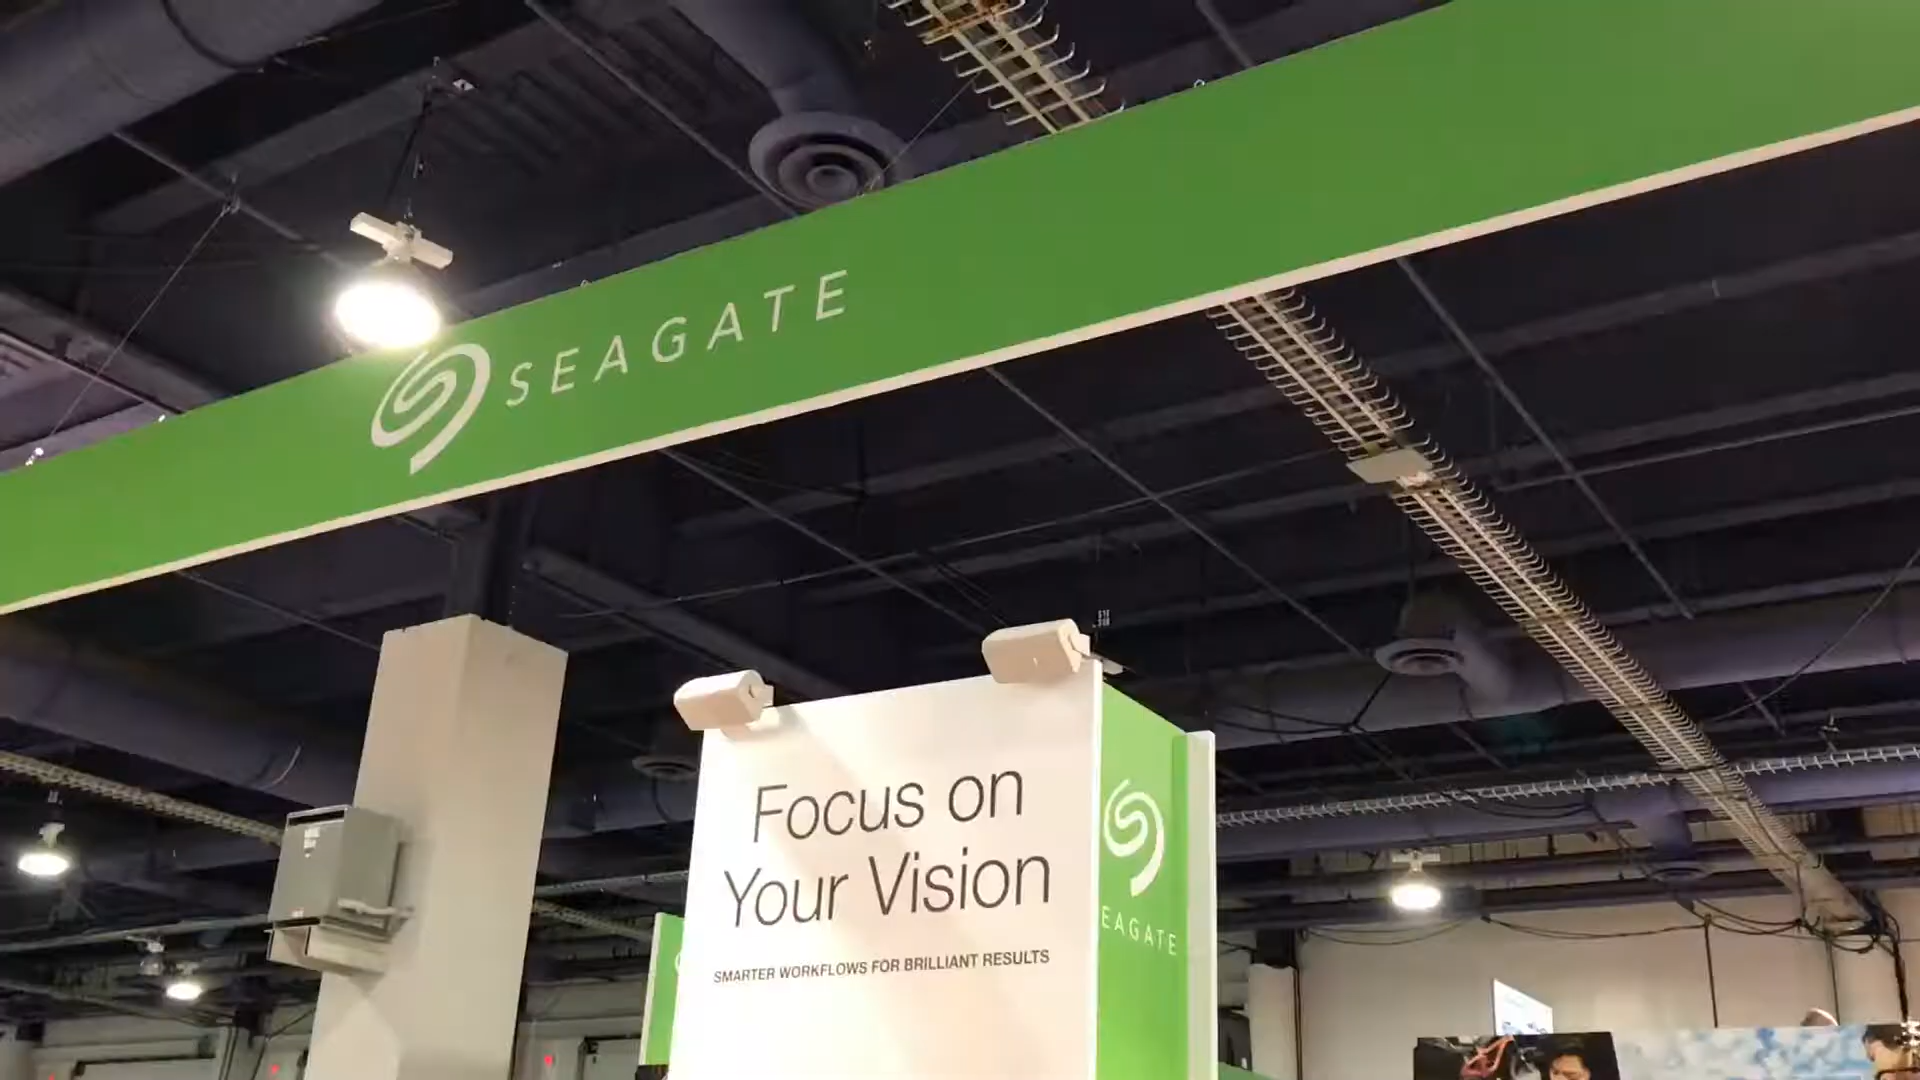 SEAGATE
Focus on
Your Vision
SMARTER WORKFLOWS FOR BRILLIANT RESULTS
EAGATE